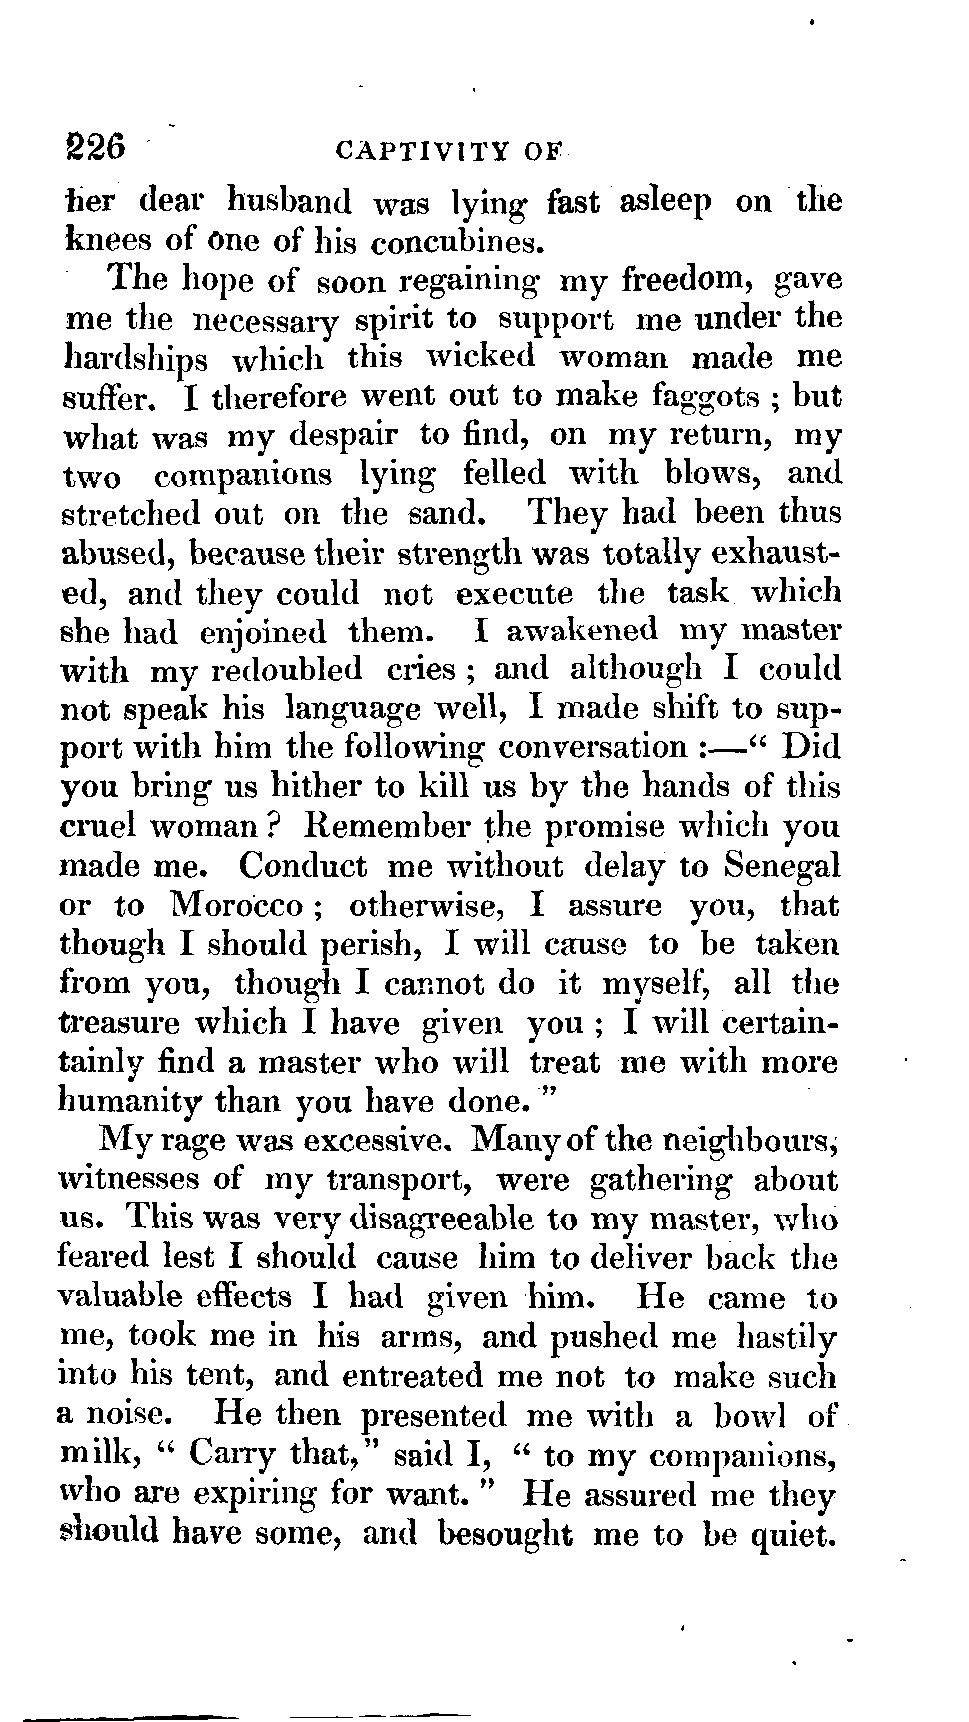 226 CAPTIVITY OF
her dear husband was lying fast asleep on the
knees of one of his concubines.
The hope of soon regaining my freedom, gave
me the necessary spirit to support me under the
hardships which this wicked woman made me
suffer. I therefore went out to make faggots ; but
what was my despair to find, on my return, my
two companions lying felled with blows, and
stretched out on the sand. They had been thus
abused, because their strength was totally exhaust-
ed, and they could not execute the task which
she had enjoined them. I awakened my master
with my redoubled cries ; and although I could
not speak his language well, I made shift to sup-
port with him the following conversation :—“ Did
you bring us hither to kill us by the hands of this
cruel woman ? Remember the promise which you
made me. Conduct me without delay to Senegal
or to Morocco ; otherwise, I assure you, that
though I should perish, I will cause to be taken
from you, though I cannot do it myself, all the
treasure which I have given you ; I will certain-
tainly find a master who will treat me with more
humanity than you have done. ”
My rage was excessive. Many of the neighbours,
witnesses of my transport, were gathering about
us. This was very disagreeable to my master, who
feared lest I should cause him to deliver back the
valuable effects I had given him. He came to
me, took me in his arms, and pushed me hastily
into his tent, and entreated me not to make such
a noise. He then presented me with a bowl of
milk, “ Carry that,” said I, “ to my companions,
who are expiring for want. ” He assured me they
should have some, and besought me to be quiet.